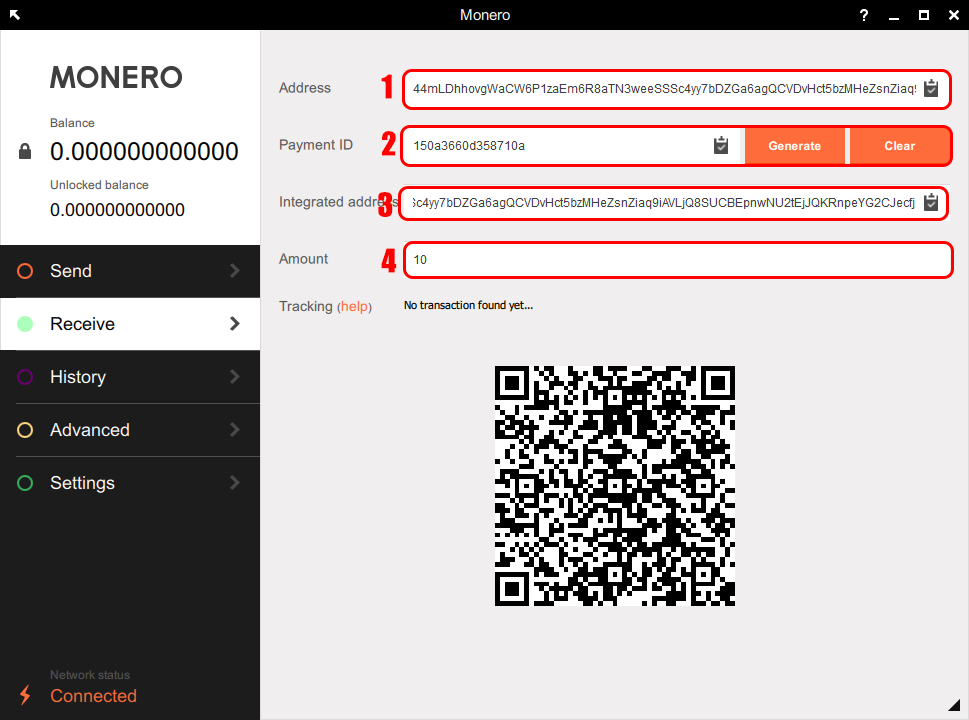 Monero
?
MONERO
Balance
0.000000000000
Unlocked balance
0.000000000000
Send
Receive
History
Advanced
Settings
Network status
Connected
Address 1 44mLDhhovgWaCW6P1zaEm6R8aTN3weeSSSc4yy7bDZGa6agQCVDvHct5bzMHeZsnZiaq9
Payment ID 2 150a3660d358710a Generate Clear
Integrated address 3 Sc4yy7bDZGa6agQCVDvHct5bzMHeZsnZiaq9iAVLjQ8SUCBEpnwNU2tEjJQKRnpeYG2CJecfj
Amount 4 10
Tracking (help) No transaction found yet...